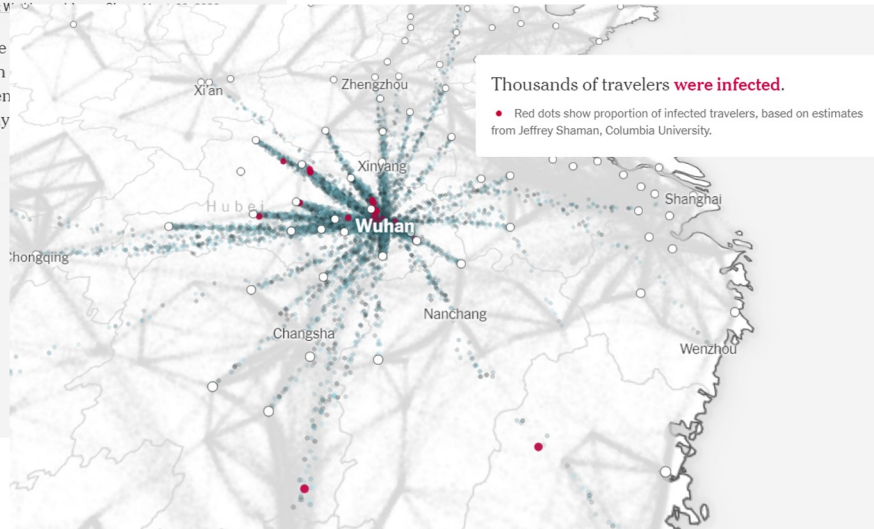 Thousands of travelers were infected.
Red dots show proportion of infected travelers, based on estimates
from Jeffrey Shaman, Columbia University.
Xi'an
Zhengzhou
Xinyang
Shanghai
Hubei
Wuhan
Chongqing
Nanchang
Changsha
Wenzhou